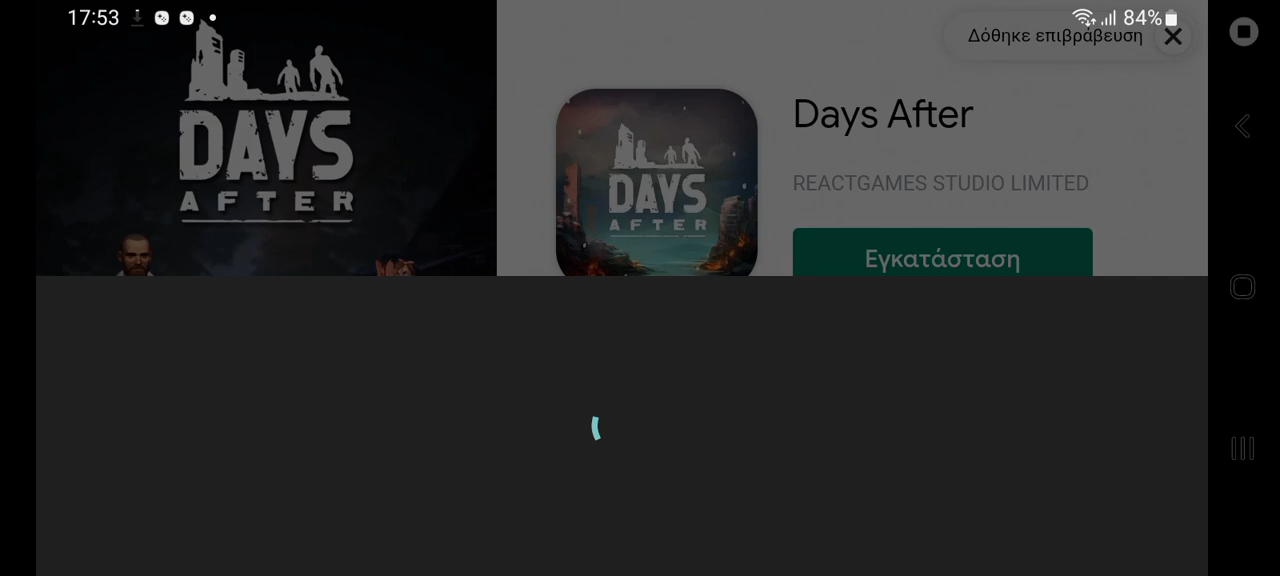 17:53
84%
Δόθηκε επιβράβευση
DAYS
AFTER
DAYS
AFTER
Days After
REACTGAMES STUDIO LIMITED
Εγκατάσταση